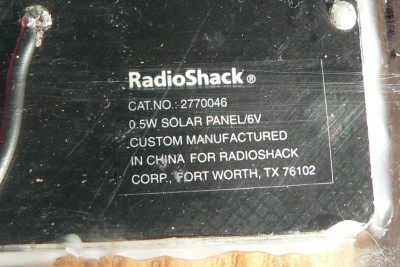 RadioShack®
CAT.NO.: 2770046
0.5W SOLAR PANEL/6V
CUSTOM MANUFACTURED
IN CHINA FOR RADIOSHACK
CORP., FORT WORTH, TX 76102